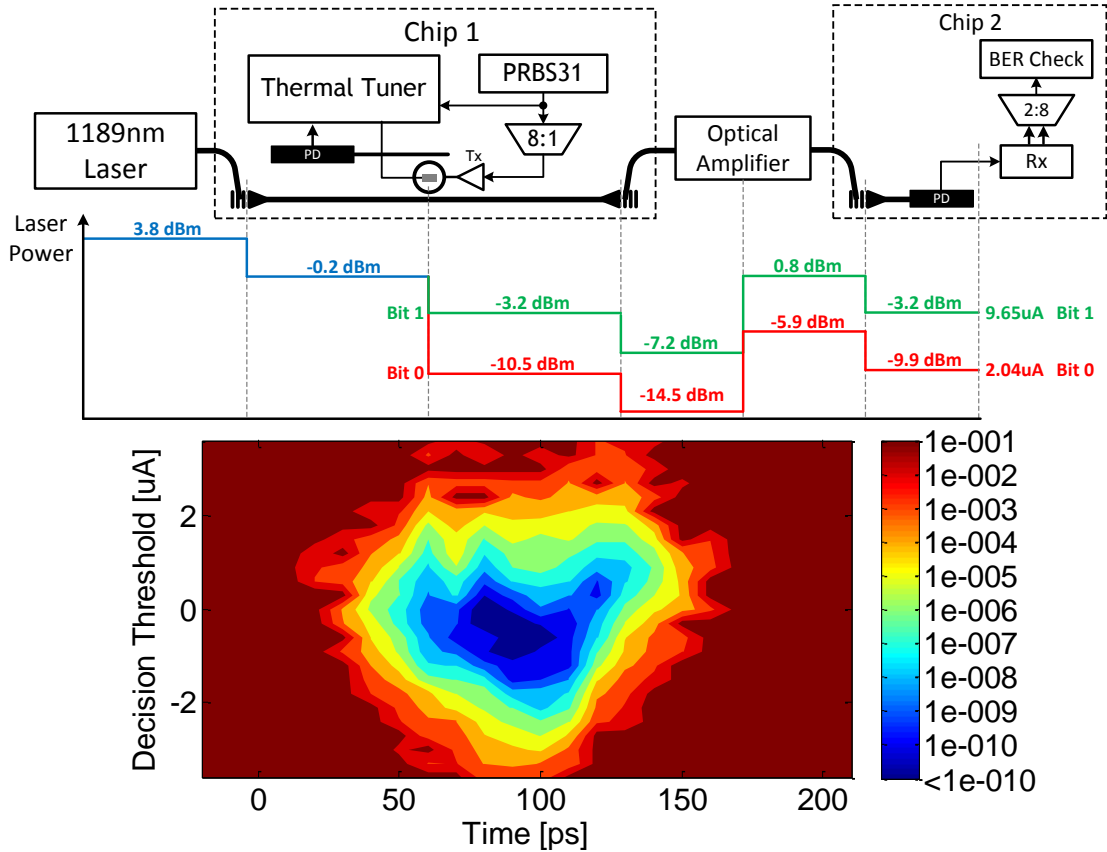 Chip 1
Chip 2
Thermal Tuner
PRBS31
BER Check
1189nm
Laser
8:1
2:8
Optical
Amplifier
PD
Tx
Rx
PD
Laser
Power
3.8 dBm
-0.2 dBm
Bit 1
-3.2 dBm
-7.2 dBm
0.8 dBm
-3.2 dBm
9.65uA Bit 1
Bit 0
-10.5 dBm
-14.5 dBm
-5.9 dBm
-9.9 dBm
2.04uA Bit 0
Decision Threshold [uA]
2
0
-2
0
50
100
150
200
Time [ps]
1e-001
1e-002
1e-003
1e-004
1e-005
1e-006
1e-007
1e-008
1e-009
1e-010
<1e-010